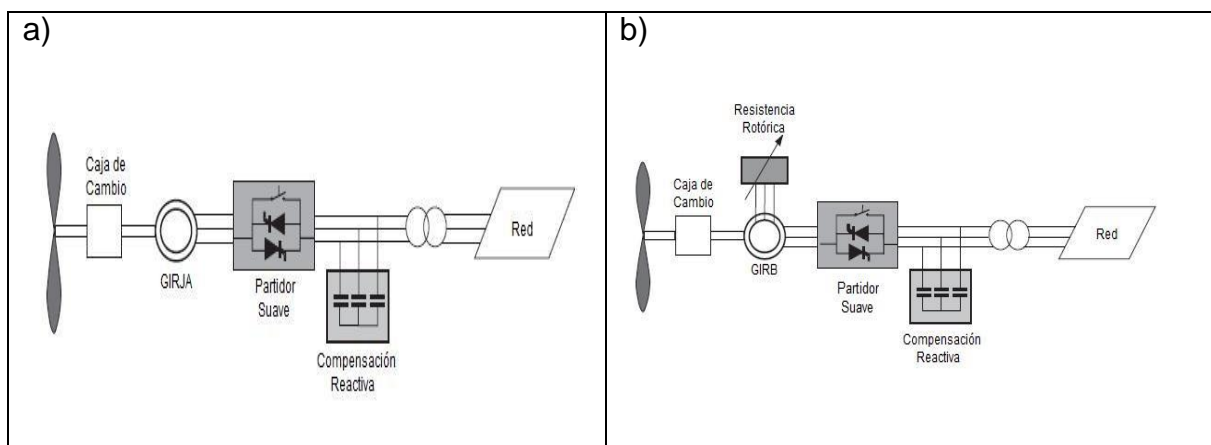 a)
Caja de
Cambio
GIRJA
Partidor
Suave
Compensación
Reactiva
Red
b)
Resistencia
Rotórica
Caja de
Cambio
GIRB
Partidor
Suave
Compensación
Reactiva
Red